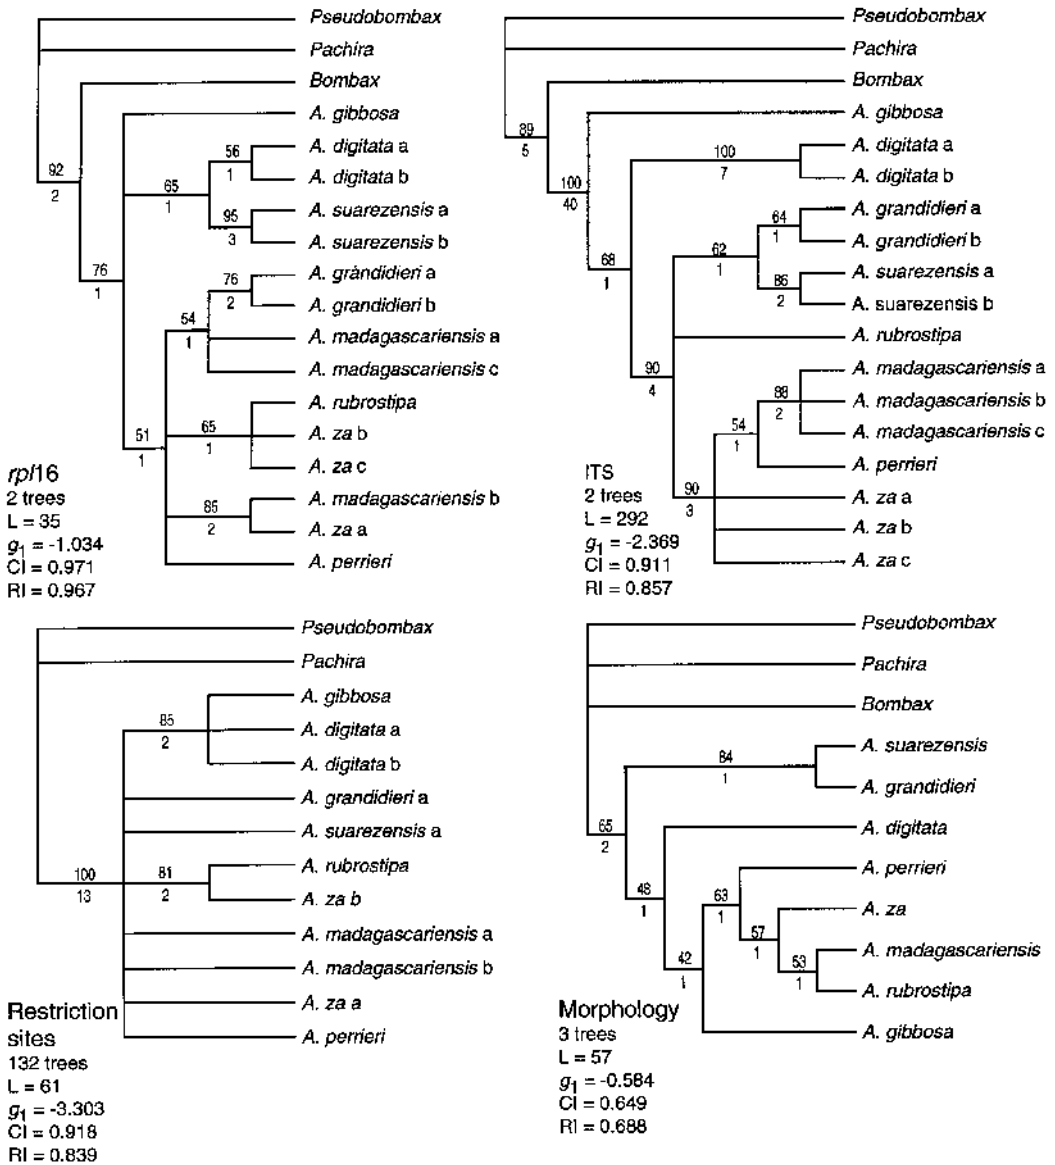 Pseudobombax
Pachira
Bombax
A. gibbosa
A. digitata a
A. digitata b
A. suarezensis a
A. suarezensis b
A. grandidieri a
A. grandidieri b
A. madagascariensis a
A. madagascariensis c
A. rubrostipa
A. za b
A. za c
A. madagascariensis b
A. za a
A. perrieri
92
2
76
1
65
1
56
1
95
3
76
2
54
1
51
1
65
1
85
2
rpl16
2 trees
L = 35
g1 = -1.034
CI = 0.971
RI = 0.967
Pseudobombax
Pachira
Bombax
A. gibbosa
A. digitata a
A. digitata b
A. grandidieri a
A. grandidieri b
A. suarezensis a
A. suarezensis b
A. rubrostipa
A. madagascariensis a
A. madagascariensis b
A. madagascariensis c
A. perrieri
A. za a
A. za b
A. za c
89
5
100
40
68
1
100
7
64
1
62
1
86
2
90
4
88
2
54
1
90
3
ITS
2 trees
L = 292
g1 = -2.369
CI = 0.911
RI = 0.857
Pseudobombax
Pachira
A. gibbosa
A. digitata a
A. digitata b
A. grandidieri a
A. suarezensis a
A. rubrostipa
A. za b
A. madagascariensis a
A. madagascariensis b
A. za a
A. perrieri
85
2
100
13
81
2
Restriction
sites
132 trees
L = 61
g1 = -3.303
CI = 0.918
RI = 0.839
Pseudobombax
Pachira
Bombax
A. suarezensis
A. grandidieri
A. digitata
A. perrieri
A. za
A. madagascariensis
A. rubrostipa
A. gibbosa
84
1
65
2
48
1
63
1
57
1
53
1
42
1
Morphology
3 trees
L = 57
g1 = -0.584
CI = 0.649
RI = 0.688